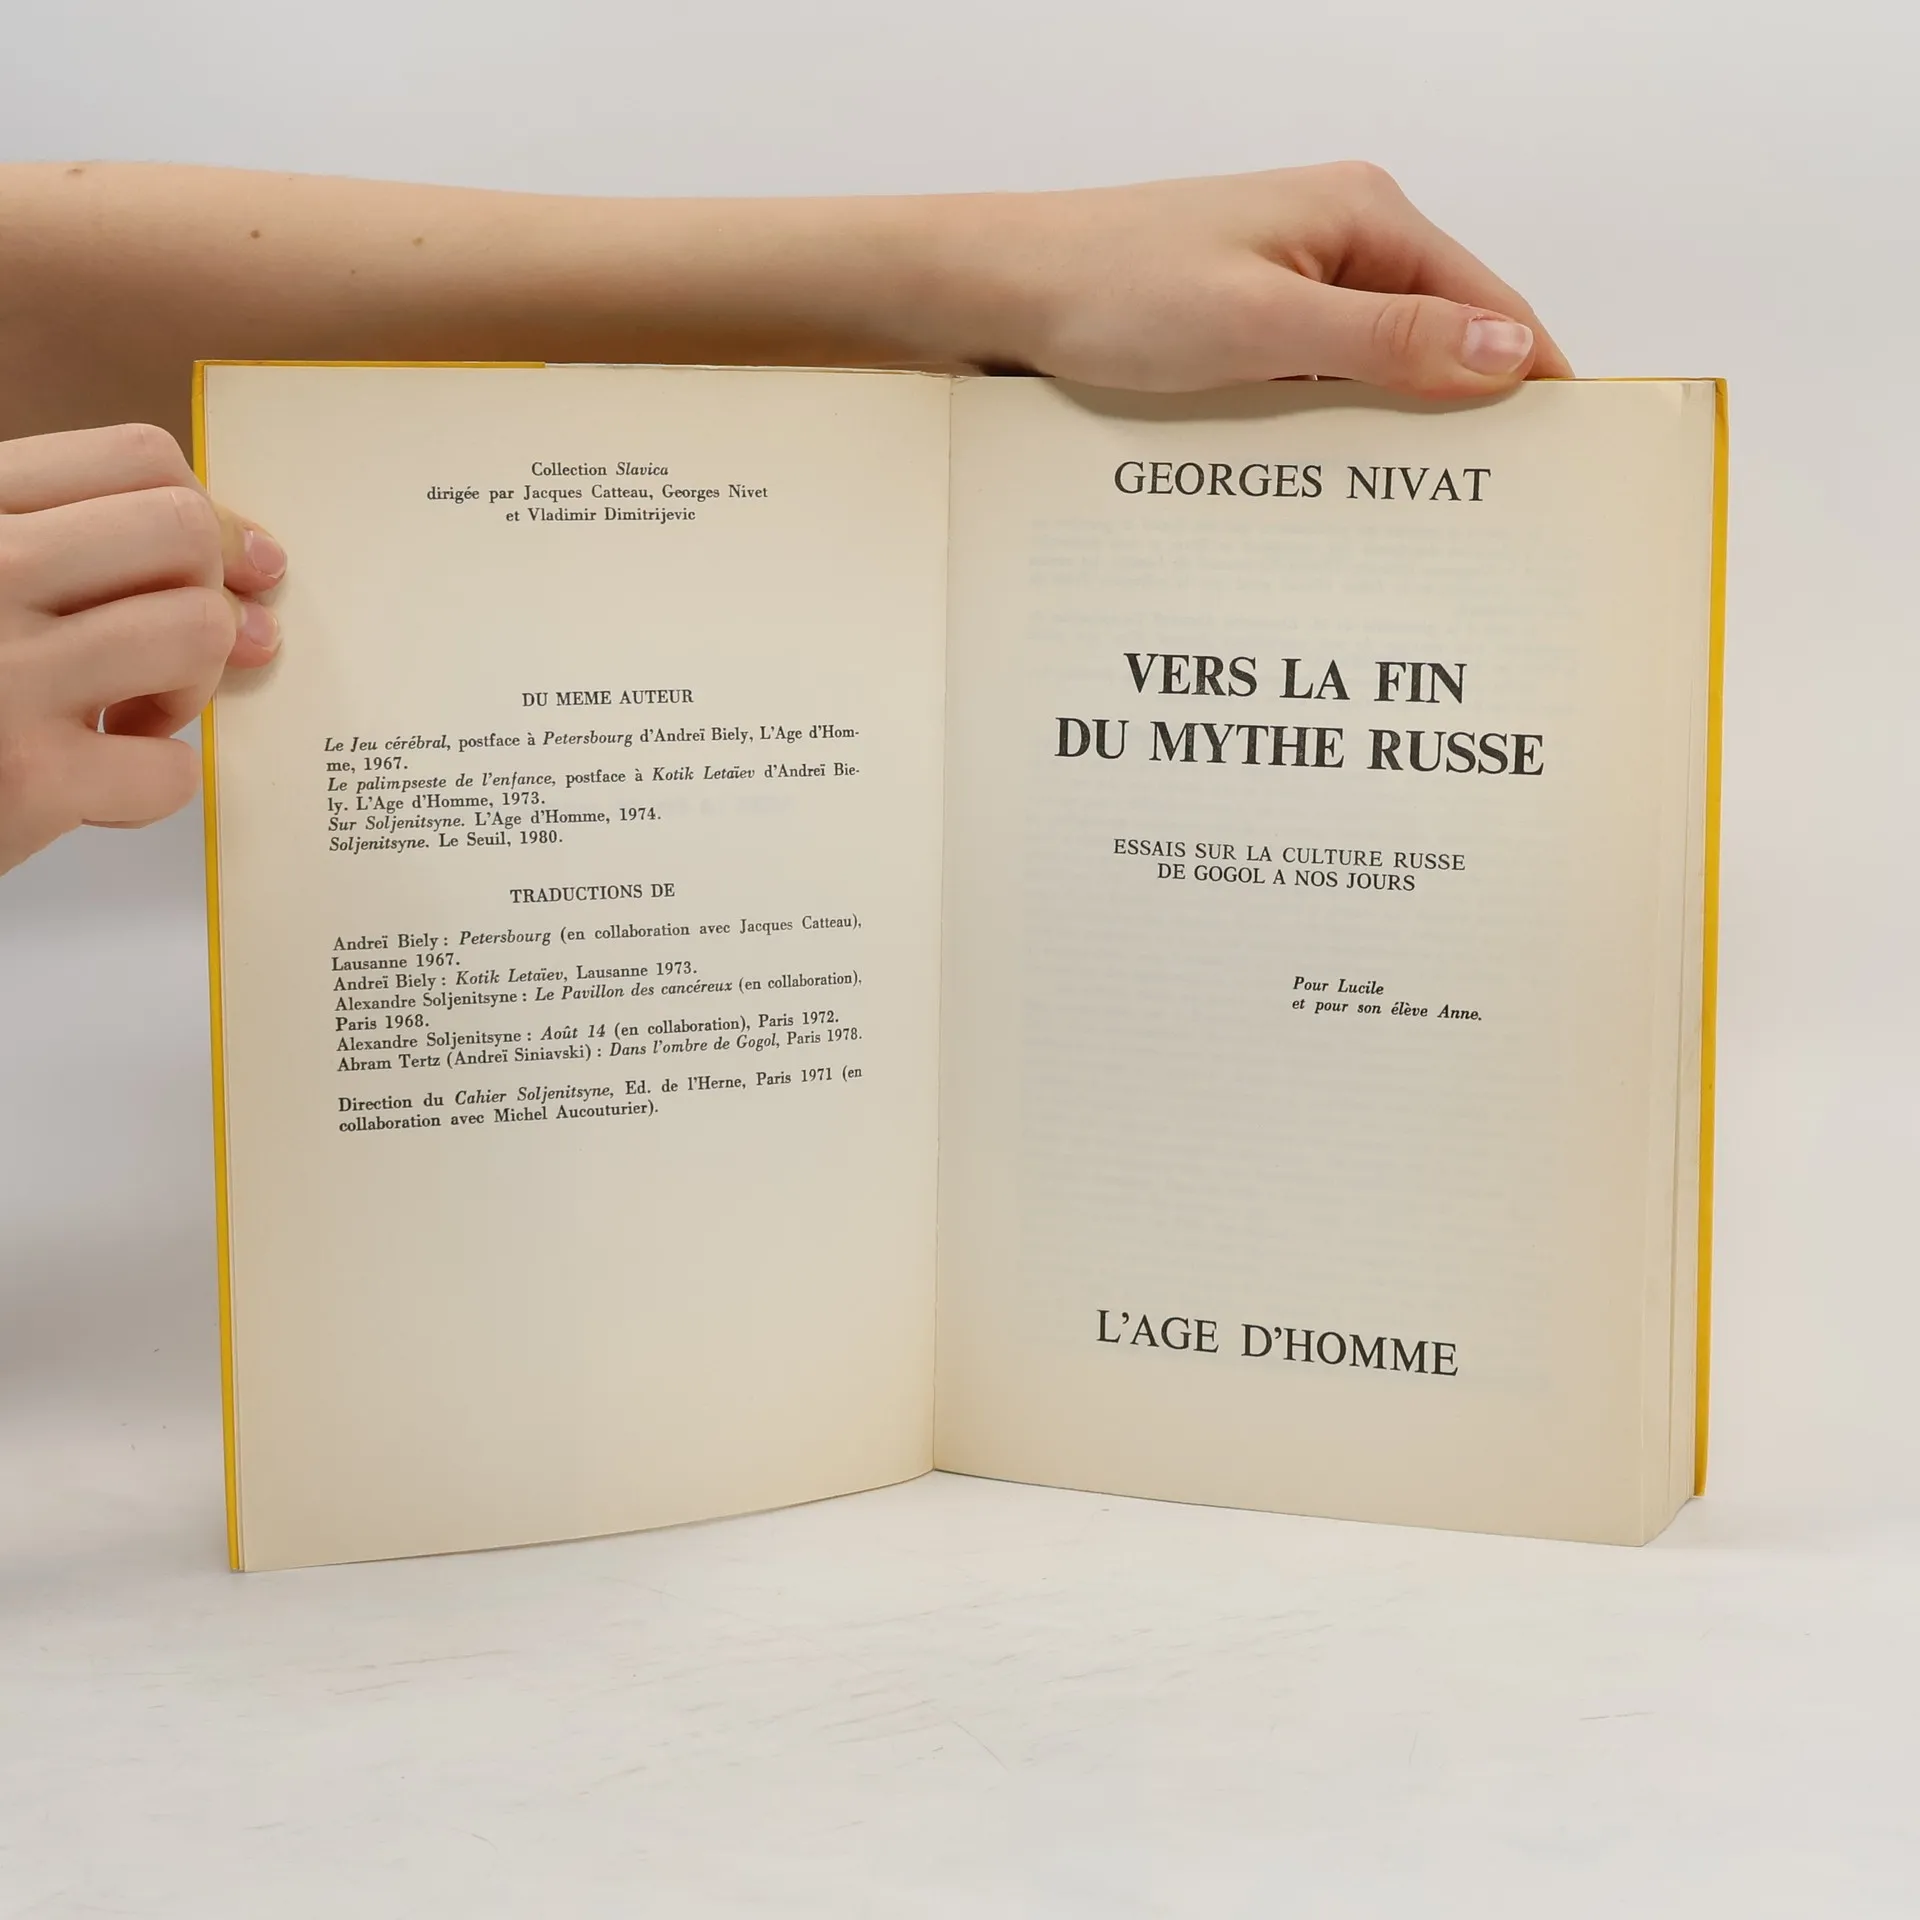 Collection Slavica
dirigée par Jacques Catteau, Georges Nivet
et Vladimir Dimitrijevic
DU MEME AUTEUR
Le Jeu cérébral, postface à Petersbourg d'Andreï Biely, L'Age d'Hom-
me, 1967.
Le palimpseste de l'enfance, postface à Kotik Letaïev d'Andreï Bie-
ly. L'Age d'Homme, 1973.
Sur Soljenitsyne. L'Age d'Homme, 1974.
Soljenitsyne. Le Seuil, 1980.
TRADUCTIONS DE
Andreï Biely : Petersbourg (en collaboration avec Jacques Catteau),
Lausanne 1967.
Andreï Biely : Kotik Letaïev, Lausanne 1973.
Alexandre Soljenitsyne : Le Pavillon des cancéreux (en collaboration),
Paris 1968.
Alexandre Soljenitsyne : Août 14 (en collaboration), Paris 1972.
Abram Tertz (Andreï Siniavski) : Dans l'ombre de Gogol, Paris 1978.
Direction du Cahier Soljenitsyne, Ed. de l'Herne, Paris 1971 (en
collaboration avec Michel Aucouturier).
GEORGES NIVAT
VERS LA FIN
DU MYTHE RUSSE
ESSAIS SUR LA CULTURE RUSSE
DE GOGOL A NOS JOURS
Pour Lucile
et pour son élève Anne.
L'AGE D'HOMME